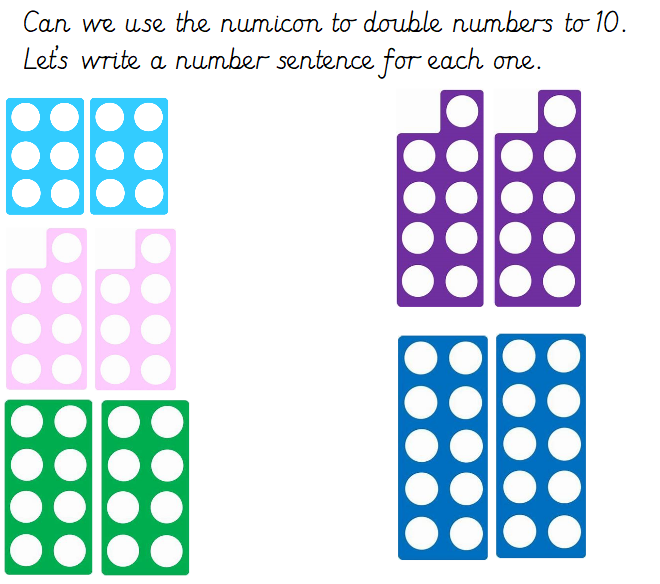 Can we use the numicon to double numbers to 10.
Let's write a number sentence for each one.